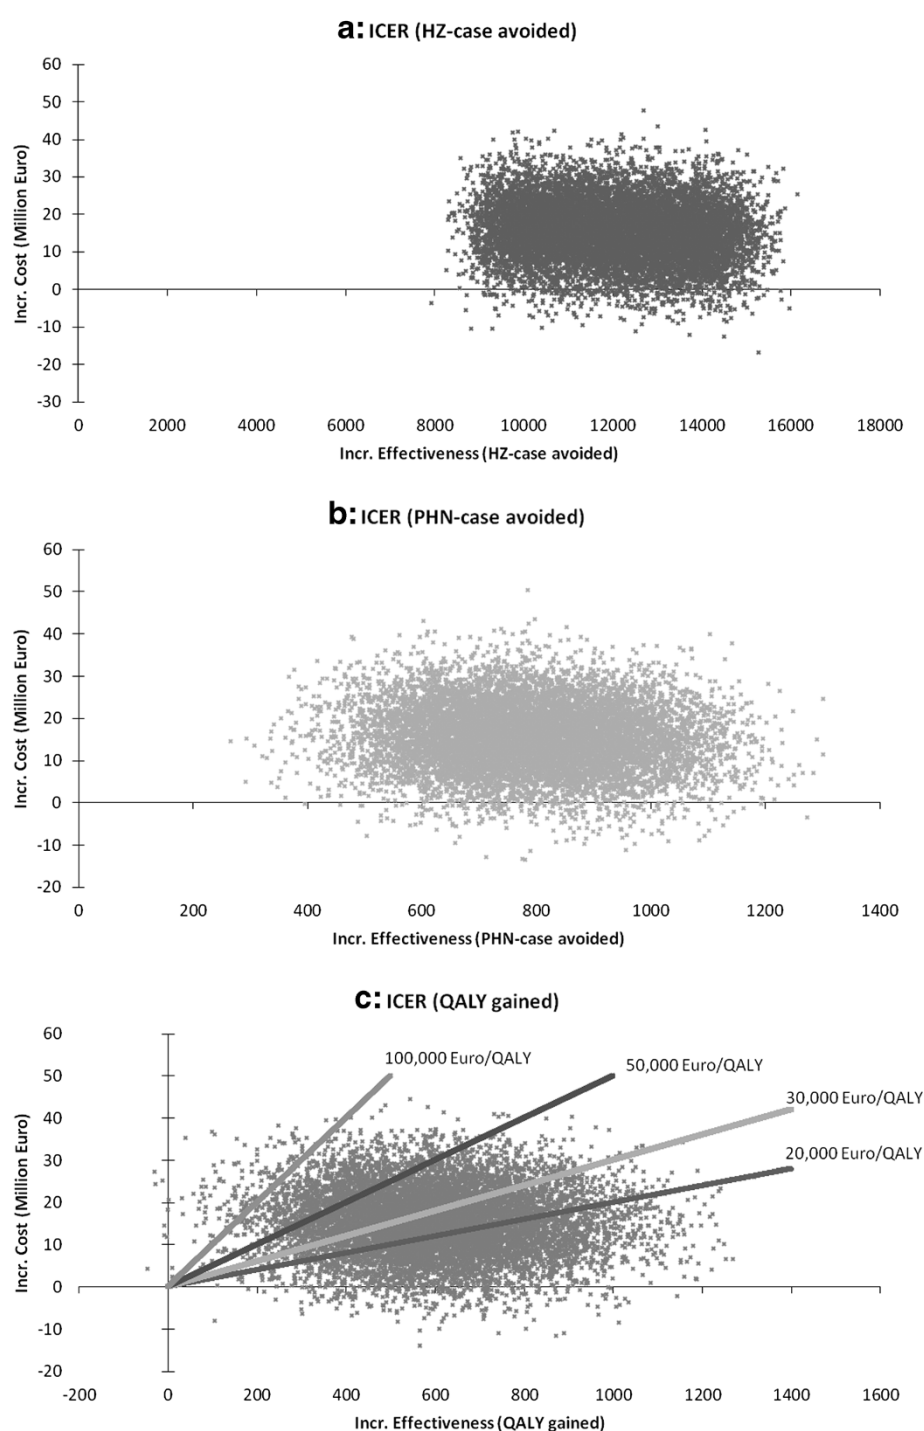 a: ICER (HZ-case avoided)
60
50
40
30
20
10
0
-10
-20
-30
Incr. Cost (Million Euro)
0 2000 4000 6000 8000 10000 12000 14000 16000 18000
Incr. Effectiveness (HZ-case avoided)
b: ICER (PHN-case avoided)
60
50
40
30
20
10
0
-10
-20
Incr. Cost (Million Euro)
0 200 400 600 800 1000 1200 1400
Incr. Effectiveness (PHN-case avoided)
c: ICER (QALY gained)
60
50
40
30
20
10
0
-10
-20
Incr. Cost (Million Euro)
100,000 Euro/QALY
50,000 Euro/QALY
30,000 Euro/QALY
20,000 Euro/QALY
-200 0 200 400 600 800 1000 1200 1400 1600
Incr. Effectiveness (QALY gained)